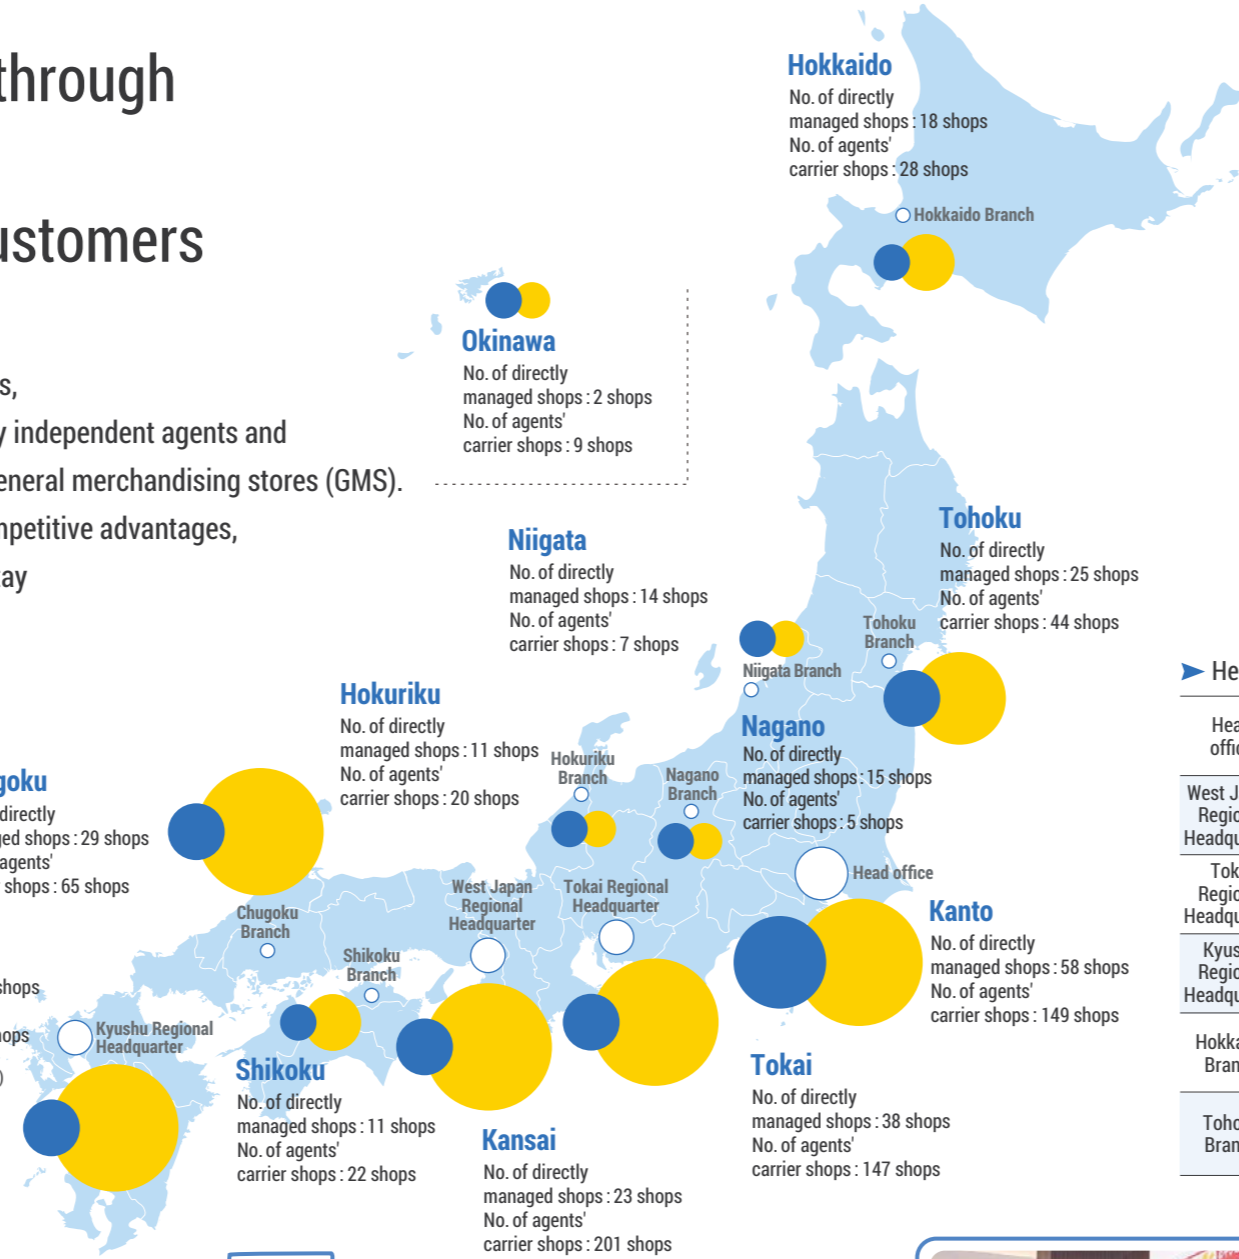 through
ustomers
s,
y independent agents and
eneral merchandising stores (GMS).
mpetitive advantages,
tay
Hokkaido
No. of directly
managed shops : 18 shops
No. of agents'
carrier shops : 28 shops
Hokkaido Branch
Okinawa
No. of directly
managed shops : 2 shops
No. of agents'
carrier shops : 9 shops
Niigata
No. of directly
managed shops : 14 shops
No. of agents'
carrier shops : 7 shops
Niigata Branch
Tohoku
No. of directly
managed shops : 25 shops
No. of agents'
carrier shops : 44 shops
Tohoku
Branch
Hokuriku
No. of directly
managed shops : 11 shops
No. of agents'
carrier shops : 20 shops
Hokuriku
Branch
Nagano
No. of directly
managed shops : 15 shops
No. of agents'
carrier shops : 5 shops
Nagano
Branch
goku
directly
ed shops : 29 shops
agents'
shops : 65 shops
Chugoku
Branch
Head office
Kanto
No. of directly
managed shops : 58 shops
No. of agents'
carrier shops : 149 shops
West Japan
Regional
Headquarter
Tokai Regional
Headquarter
Shikoku
Branch
shops
ops
)
Kyushu Regional
Headquarter
Shikoku
No. of directly
managed shops : 11 shops
No. of agents'
carrier shops : 22 shops
Kansai
No. of directly
managed shops : 23 shops
No. of agents'
carrier shops : 201 shops
Tokai
No. of directly
managed shops : 38 shops
No. of agents'
carrier shops : 147 shops
He
Hea
offic
West J
Regio
Headqu
Tok
Regio
Headqu
Kyus
Regio
Headqu
Hokka
Bran
Toho
Bran